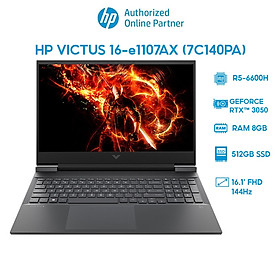 hp
Authorized
Online Partner
HP VICTUS 16-e1107AX (7C140PA)
R5-6600H
GEFORCE
RTX™ 3050
RAM 8GB
512GB SSD
16.1' FHD
144Hz